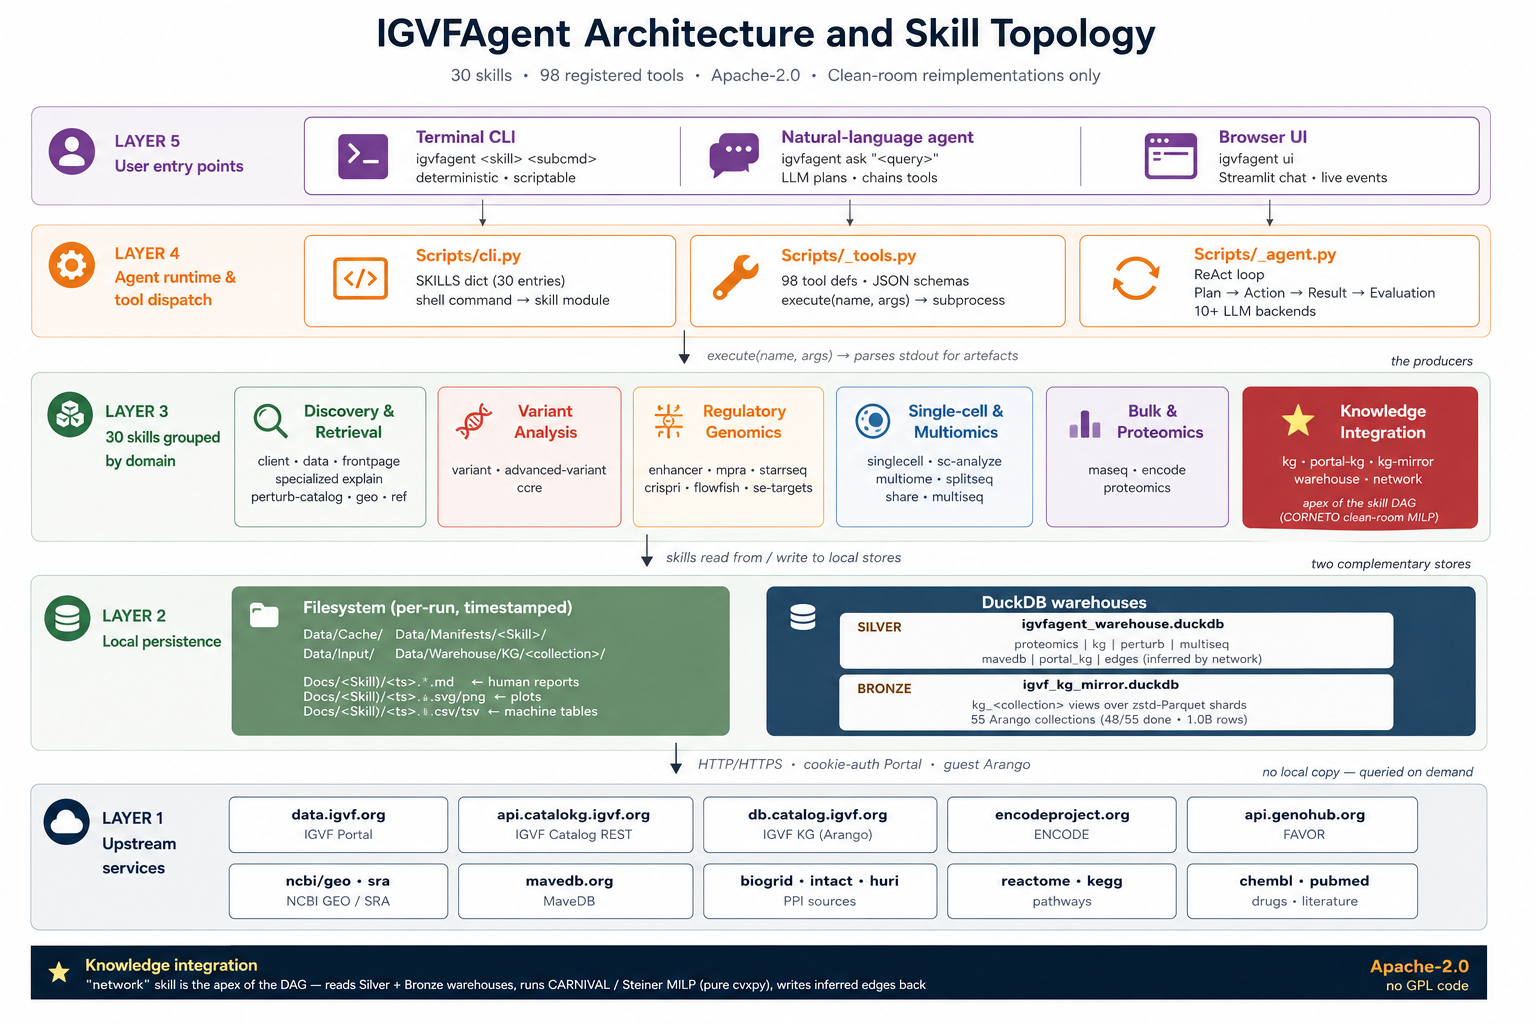 IGVFAgent Architecture and Skill Topology
30 skills • 98 registered tools • Apache-2.0 • Clean-room reimplementations only
LAYER 5
User entry points
Terminal CLI
igvfagent <skill> <subcmd>
deterministic • scriptable
Natural-language agent
igvfagent ask "<query>"
LLM plans • chains tools
Browser UI
igvfagent ui
Streamlit chat • live events
LAYER 4
Agent runtime &
tool dispatch
Scripts/cli.py
SKILLS dict (30 entries)
shell command → skill module
Scripts/_tools.py
98 tool defs • JSON schemas
execute(name, args) → subprocess
Scripts/_agent.py
ReAct loop
Plan → Action → Result → Evaluation
10+ LLM backends
execute(name, args) → parses stdout for artefacts
the producers
LAYER 3
30 skills grouped
by domain
Discovery &
Retrieval
client • data • frontpage
specialized explain
perturb-catalog • geo • ref
Variant
Analysis
variant • advanced-variant
ccre
Regulatory
Genomics
enhancer • mpra • starrseq
crispri • flowfish • se-targets
Single-cell &
Multiomics
singlecell • sc-analyze
multiome • splitseq
share • multiseq
Bulk &
Proteomics
maseq • encode
proteomics
Knowledge
Integration
kg • portal-kg • kg-mirror
warehouse • network
apex of the skill DAG
(CORNETO clean-room MILP)
skills read from / write to local stores
two complementary stores
LAYER 2
Local persistence
Filesystem (per-run, timestamped)
Data/Cache/ Data/Manifests/<Skill>/
Data/Input/ Data/Warehouse/KG/<collection>/
Docs/<Skill)/<ts>.*.md ← human reports
Docs/<Skill)/<ts>. .svg/png ← plots
Docs/<Skill)/<ts>. .csv/tsv ← machine tables
DuckDB warehouses
SILVER
igvfagent_warehouse.duckdb
proteomics | kg | perturb | multiseq
mavedb | portal_kg | edges (inferred by network)
BRONZE
igvf_kg_mirror.duckdb
kg_<collection> views over zstd-Parquet shards
55 Arango collections (48/55 done • 1.0B rows)
HTTP/HTTPS • cookie-auth Portal • guest Arango
no local copy — queried on demand
LAYER 1
Upstream
services
data.igvf.org
IGVF Portal
api.catalokg.igvf.org
IGVF Catalog REST
db.catalog.igvf.org
IGVF KG (Arango)
encodeproject.org
ENCODE
api.genohub.org
FAVOR
ncbi/geo • sra
NCBI GEO / SRA
mavedb.org
MaveDB
biogrid • intact • huri
PPI sources
reactome • kegg
pathways
chembl • pubmed
drugs • literature
Knowledge integration
"network" skill is the apex of the DAG — reads Silver + Bronze warehouses, runs CARNIVAL / Steiner MILP (pure cvxpy), writes inferred edges back
Apache-2.0
no GPL code